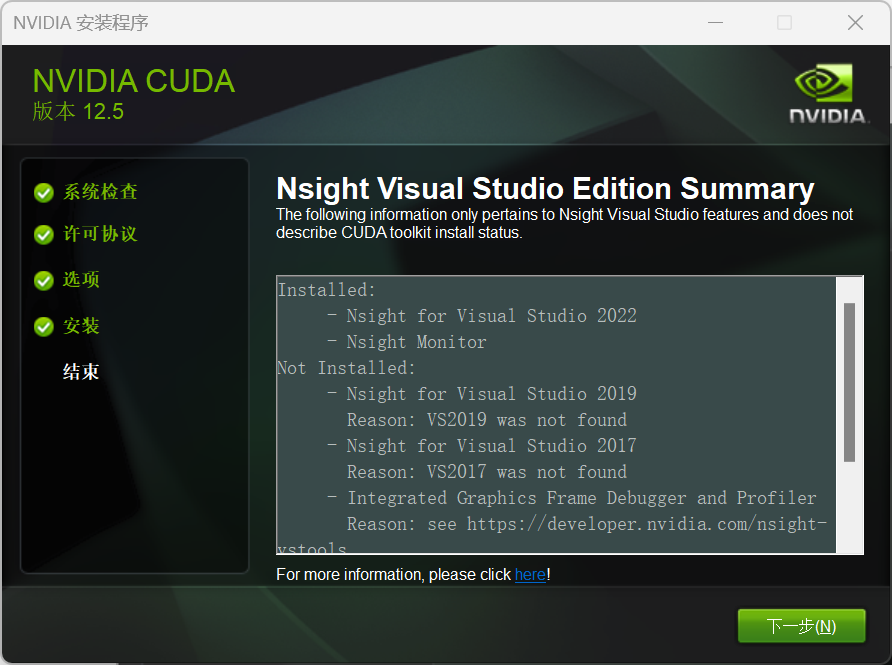 NVIDIA 安装程序
NVIDIA CUDA
版本 12.5
NVIDIA.
系统检查
许可协议
选项
安装
结束
Nsight Visual Studio Edition Summary
The following information only pertains to Nsight Visual Studio features and does not
describe CUDA toolkit install status.
Installed:
- Nsight for Visual Studio 2022
- Nsight Monitor
Not Installed:
- Nsight for Visual Studio 2019
Reason: VS2019 was not found
- Nsight for Visual Studio 2017
Reason: VS2017 was not found
- Integrated Graphics Frame Debugger and Profiler
Reason: see https://developer.nvidia.com/nsight-
vstools
For more information, please click here!
下一步(N)